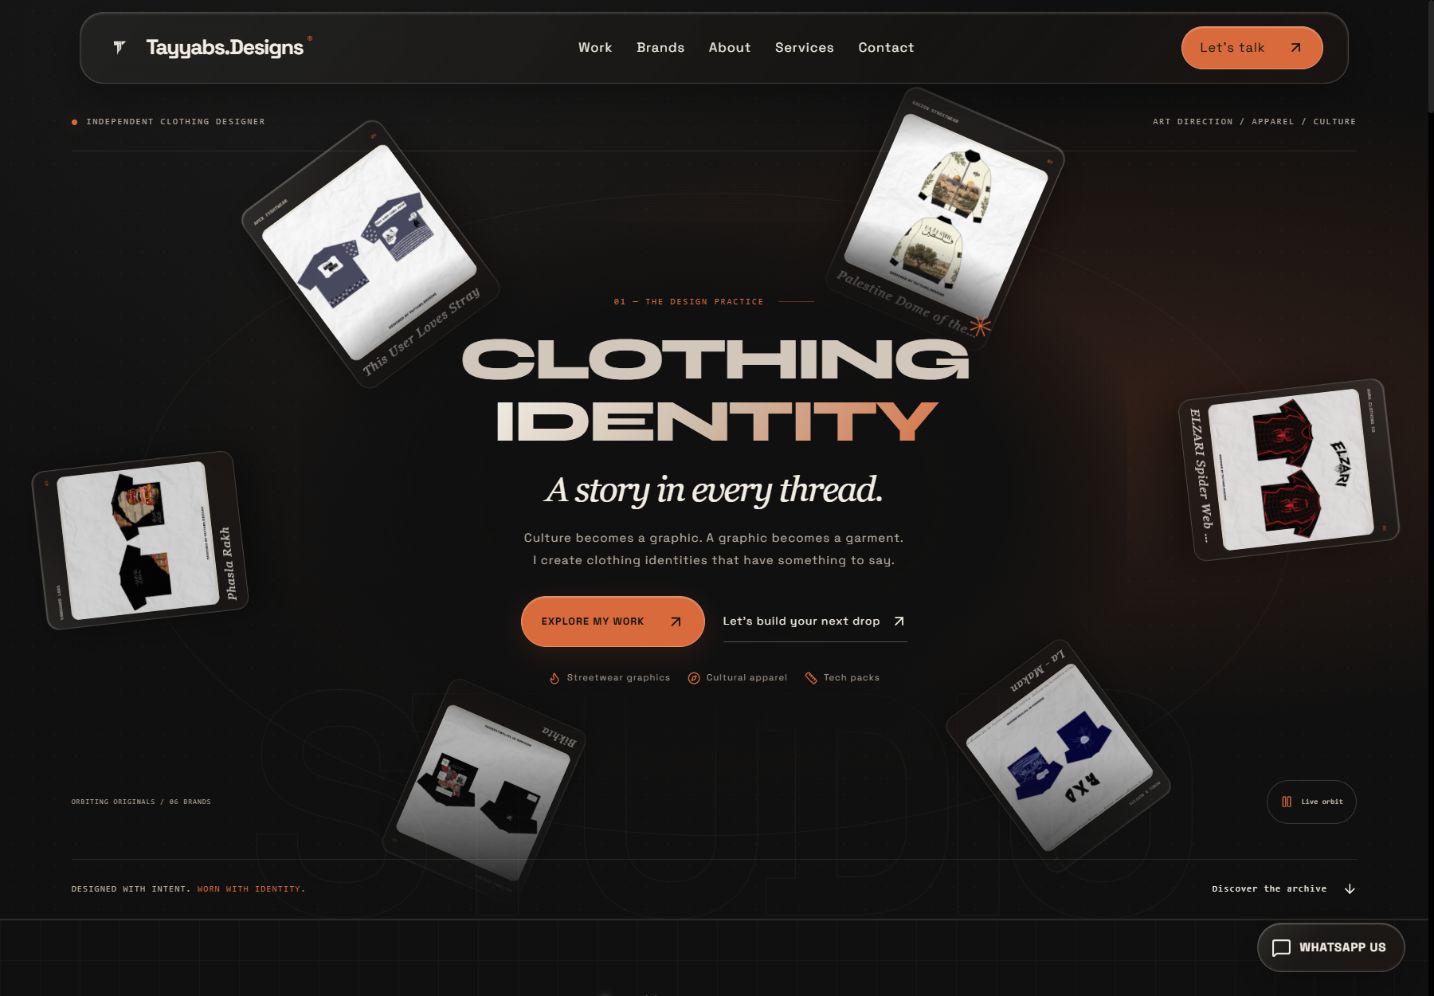 Tayyabs.Designs
Work Brands About Services Contact
Let's talk
INDEPENDENT CLOTHING DESIGNER
ART DIRECTION / APPAREL / CULTURE
This User Loves Stray
Palestine Dome of the...
01 — THE DESIGN PRACTICE
CLOTHING
IDENTITY
A story in every thread.
Culture becomes a graphic. A graphic becomes a garment.
I create clothing identities that have something to say.
EXPLORE MY WORK
Let's build your next drop
Streetwear graphics
Cultural apparel
Tech packs
Phasla Rakh
ELZARI Spider Web ...
ELZARI
Bikhta
La - Makan
STUDIO
ORBITING ORIGINALS / 06 BRANDS
Live orbit
DESIGNED WITH INTENT. WORN WITH IDENTITY.
Discover the archive
WHATSAPP US